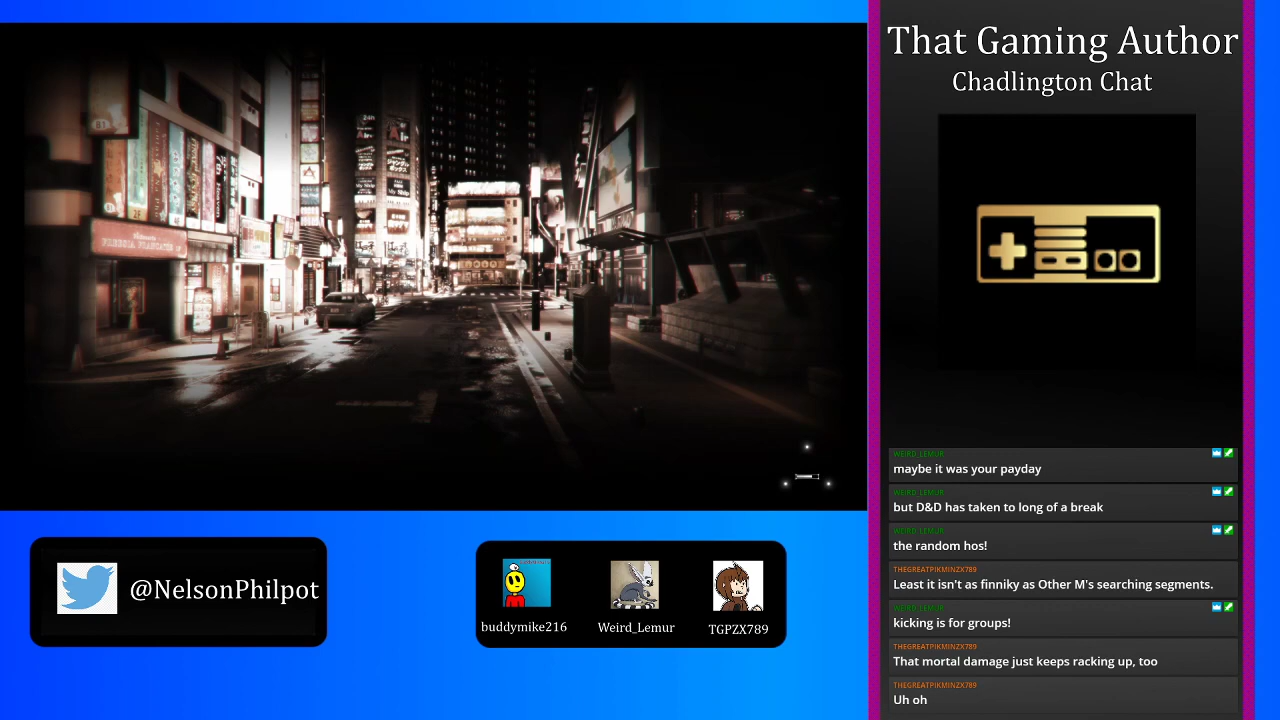 That Gaming Author
Chadlington Chat
WEIRD_LEMUR
maybe it was your payday
WEIRD_LEMUR
but D&D has taken to long of a break
WEIRD_LEMUR
the random hos!
THEGREATPIKMINZX789
Least it isn't as finniky as Other M's searching segments.
WEIRD_LEMUR
kicking is for groups!
THEGREATPIKMINZX789
That mortal damage just keeps racking up, too
THEGREATPIKMINZX789
Uh oh
@NelsonPhilpot
buddymike216
Weird_Lemur
TGPZX789